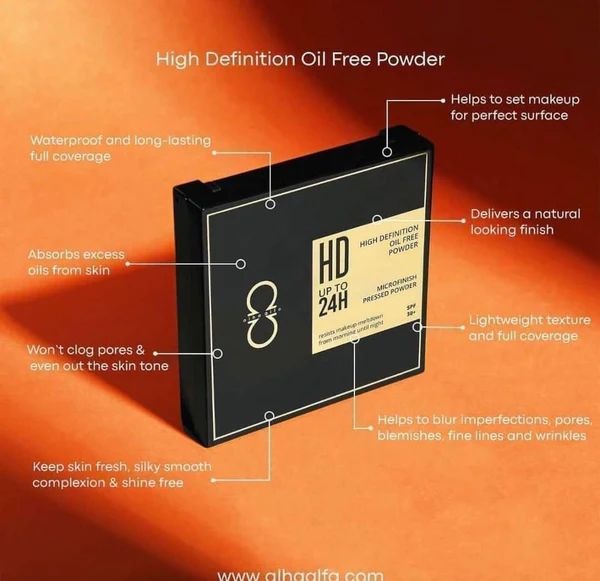 High Definition Oil Free Powder
Helps to set makeup
for perfect surface
Waterproof and long-lasting
full coverage
Delivers a natural
looking finish
Absorbs excess
oils from skin
HD
UP TO
24H
HIGH DEFINITION
OIL FREE
POWDER
MICROFINISH
PRESSED POWDER
SPF
30+
resists makeup meltdown
from morninit until night
Lightweight texture
and full coverage
Won't clog pores &
even out the skin tone
Helps to blur imperfections, pores,
blemishes, fine lines and wrinkles
Keep skin fresh, silky smooth
complexion & shine free
www.alhaalfa.com